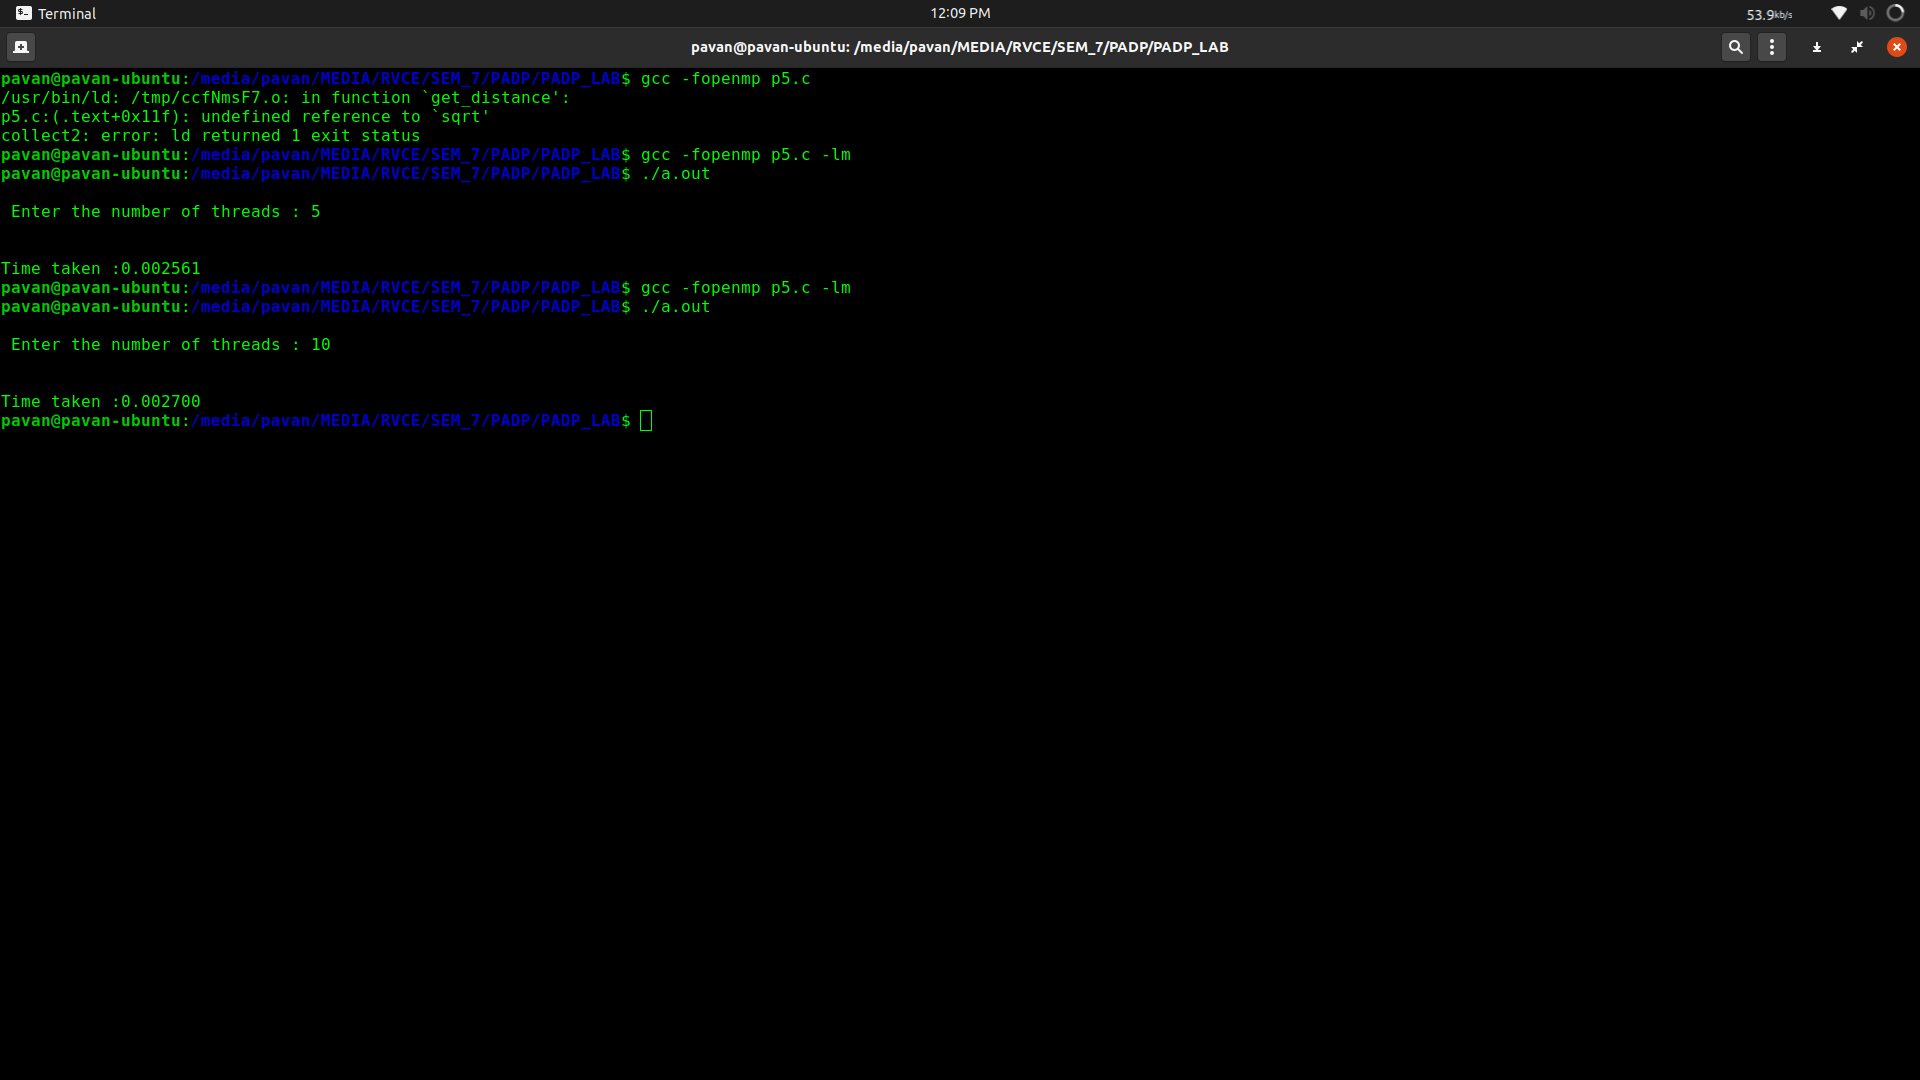 Terminal
12:09 PM
53.9kb/s
pavan@pavan-ubuntu: /media/pavan/MEDIA/RVCE/SEM_7/PADP/PADP_LAB
pavan@pavan-ubuntu:/media/pavan/MEDIA/RVCE/SEM_7/PADP/PADP_LAB$ gcc -fopenmp p5.c
/usr/bin/ld: /tmp/ccfNmsF7.o: in function `get_distance':
p5.c:(.text+0x11f): undefined reference to `sqrt'
collect2: error: ld returned 1 exit status
pavan@pavan-ubuntu:/media/pavan/MEDIA/RVCE/SEM_7/PADP/PADP_LAB$ gcc -fopenmp p5.c -lm
pavan@pavan-ubuntu:/media/pavan/MEDIA/RVCE/SEM_7/PADP/PADP_LAB$ ./a.out
Enter the number of threads : 5
Time taken :0.002561
pavan@pavan-ubuntu:/media/pavan/MEDIA/RVCE/SEM_7/PADP/PADP_LAB$ gcc -fopenmp p5.c -lm
pavan@pavan-ubuntu:/media/pavan/MEDIA/RVCE/SEM_7/PADP/PADP_LAB$ ./a.out
Enter the number of threads : 10
Time taken :0.002700
pavan@pavan-ubuntu:/media/pavan/MEDIA/RVCE/SEM_7/PADP/PADP_LAB$